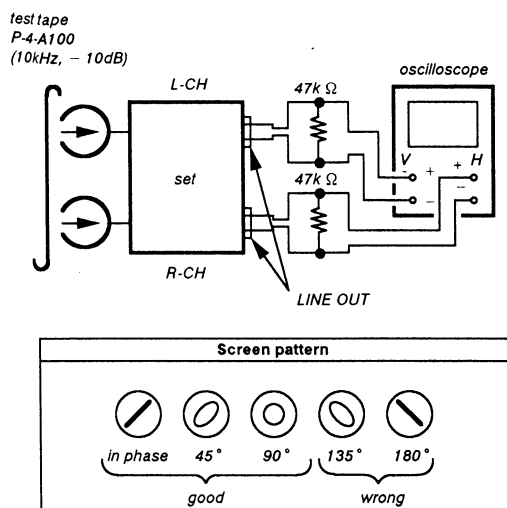 test tape
P-4-A100
(10kHz, – 10dB)
L-CH
47k Ω
oscilloscope
V
H
- + + -
–
set
47k Ω
R-CH
LINE OUT
Screen pattern
in phase 45° 90° 135° 180°
good wrong